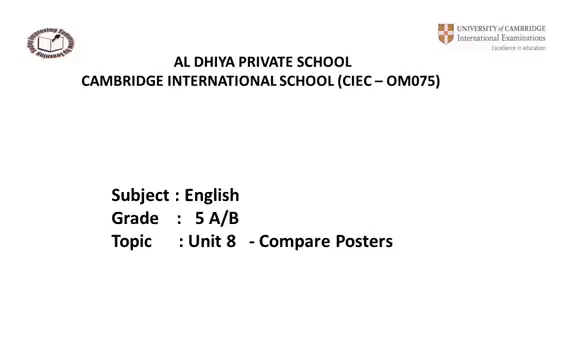 UNIVERSITY of CAMBRIDGE
International Examinations
Excellence in education
AL DHIYA PRIVATE SCHOOL
CAMBRIDGE INTERNATIONAL SCHOOL (CIEC – OM075)
Subject : English
Grade : 5 A/B
Topic : Unit 8 - Compare Posters